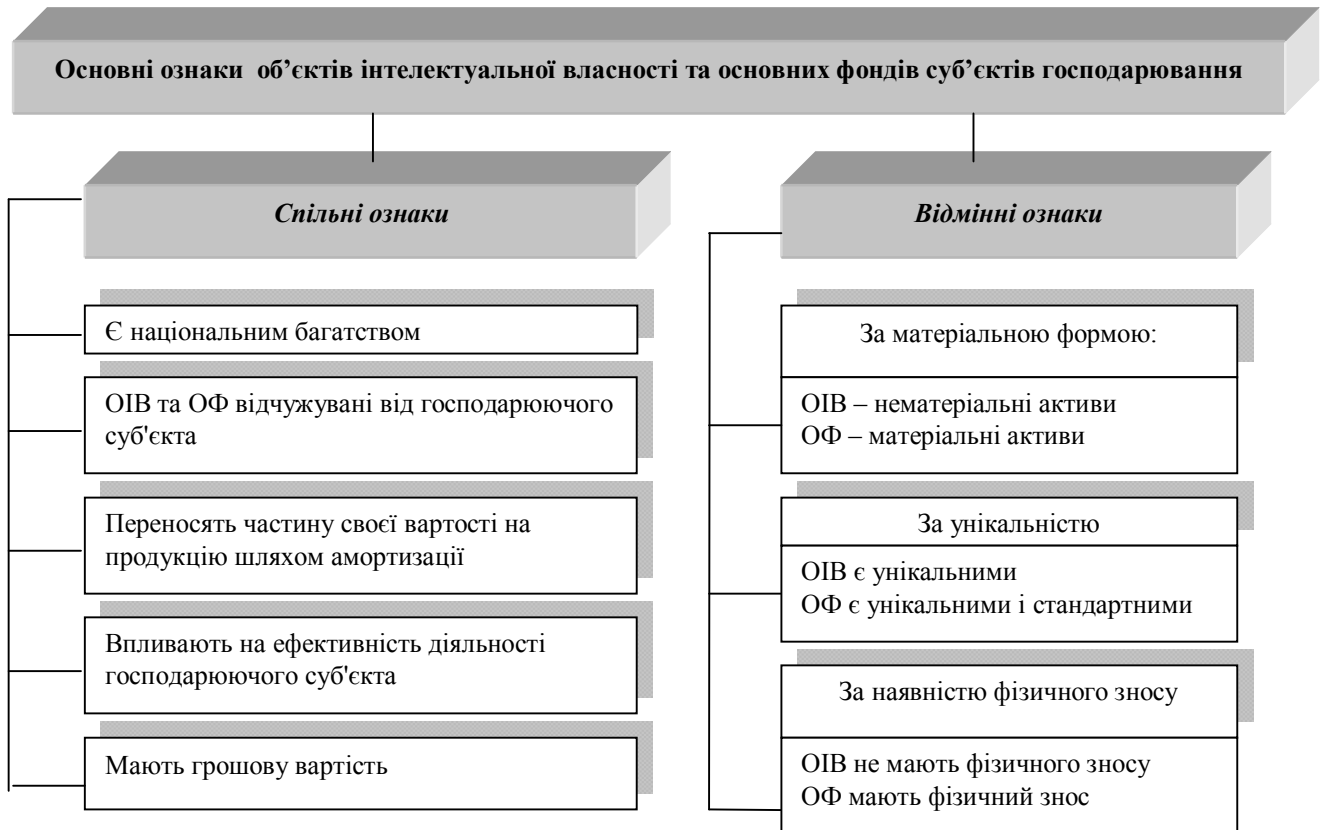 Основні ознаки об’єктів інтелектуальної власності та основних фондів суб’єктів господарювання
Спільні ознаки
Є національним багатством
ОІВ та ОФ відчужувані від господарюючого
суб'єкта
Переносять частину своєї вартості на
продукцію шляхом амортизації
Впливають на ефективність діяльності
господарюючого суб'єкта
Мають грошову вартість
Відмінні ознаки
За матеріальною формою:
ОІВ – нематеріальні активи
ОФ – матеріальні активи
За унікальністю
ОІВ є унікальними
ОФ є унікальними і стандартними
За наявністю фізичного зносу
ОІВ не мають фізичного зносу
ОФ мають фізичний знос